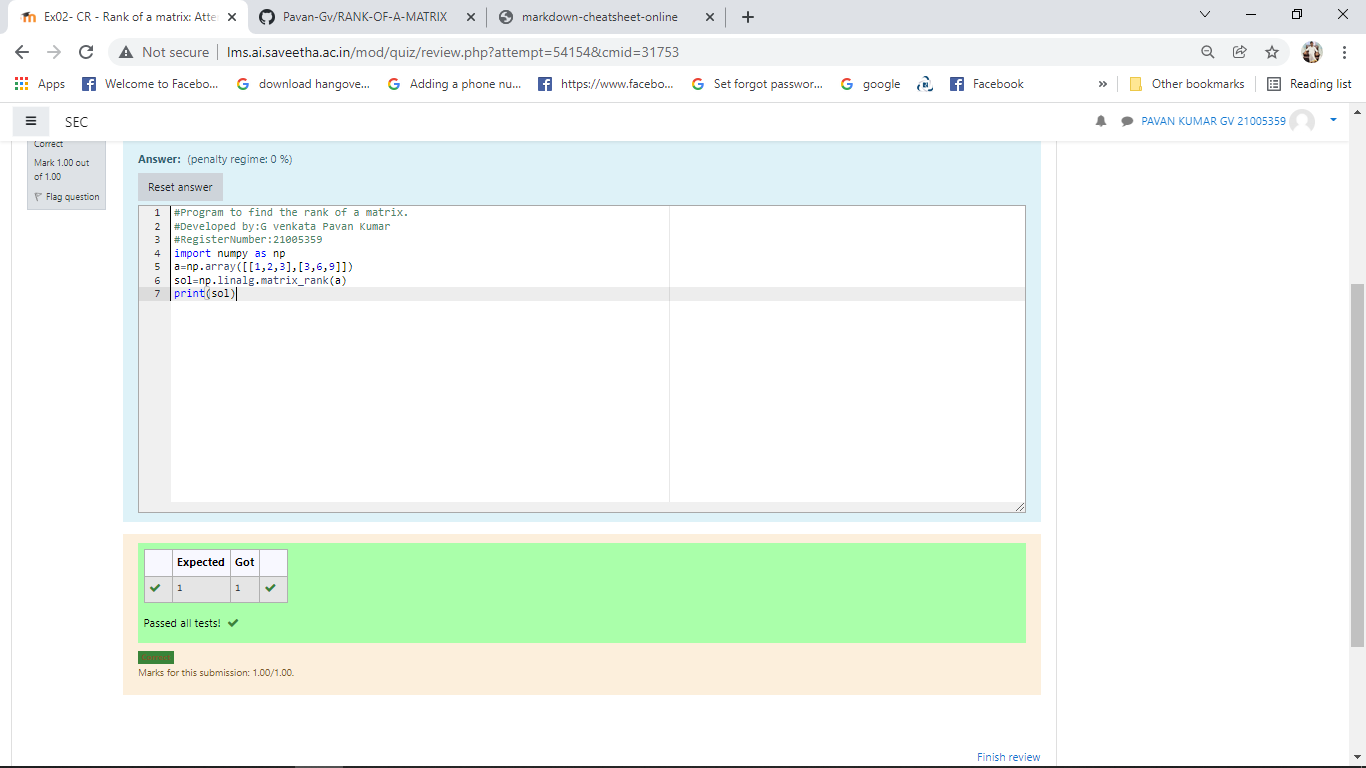 Ex02- CR - Rank of a matrix: Atte
Pavan-Gv/RANK-OF-A-MATRIX
markdown-cheatsheet-online
Not secure
lms.ai.saveetha.ac.in/mod/quiz/review.php?attempt=54154&cmid=31753
Apps
Welcome to Facebo...
download hangove...
Adding a phone nu...
https://www.facebo...
Set forgot passwor...
google
Facebook
»
Other bookmarks
Reading list
SEC
PAVAN KUMAR GV 21005359
Correct
Mark 1.00 out
of 1.00
Flag question
Answer: (penalty regime: 0 %)
Reset answer
1 #Program to find the rank of a matrix.
2 #Developed by:G venkata Pavan Kumar
3 #RegisterNumber:21005359
4 import numpy as np
5 a=np.array([[1,2,3],[3,6,9]])
6 sol=np.linalg.matrix_rank(a)
7 print(sol)
Expected Got
1 1
Passed all tests!
Marks for this submission: 1.00/1.00.
Finish review